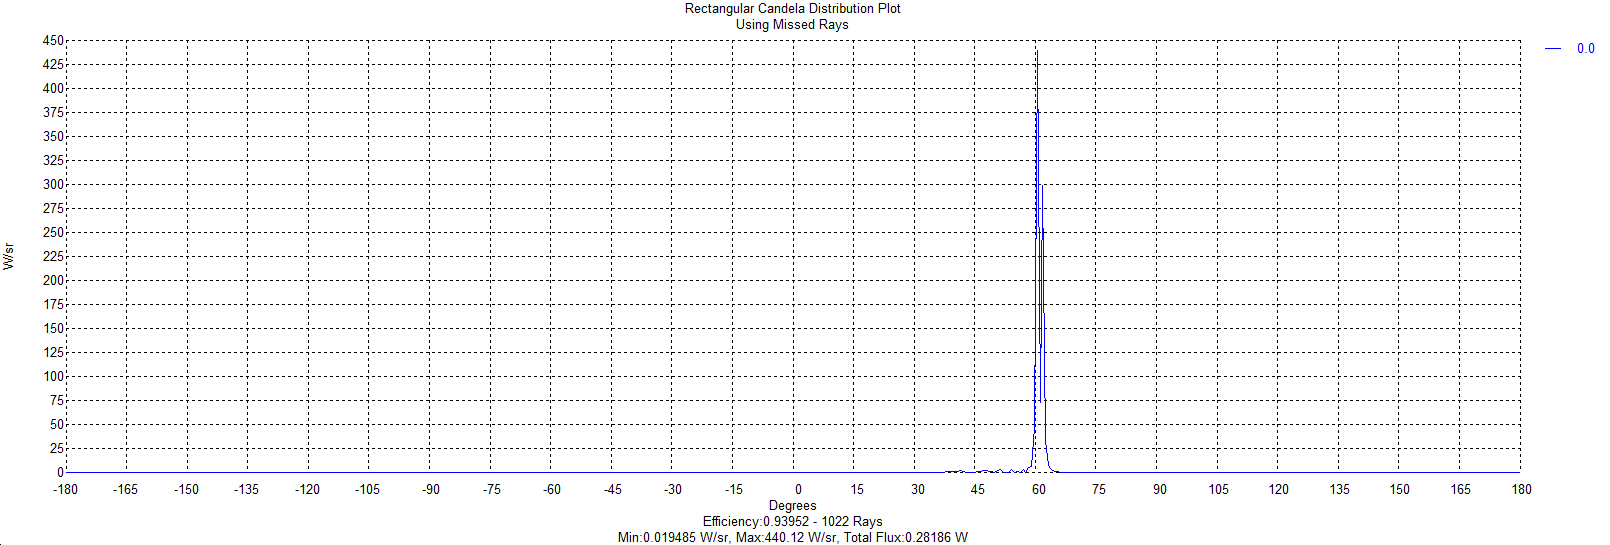 Rectangular Candela Distribution Plot
Using Missed Rays
0.0
450
425
400
375
350
325
300
275
250
225
200
175
150
125
100
75
50
25
0
W/sr
-180 -165 -150 -135 -120 -105 -90 -75 -60 -45 -30 -15 0 15 30 45 60 75 90 105 120 135 150 165 180
Degrees
Efficiency:0.93952 - 1022 Rays
Min:0.019485 W/sr, Max:440.12 W/sr, Total Flux:0.28186 W